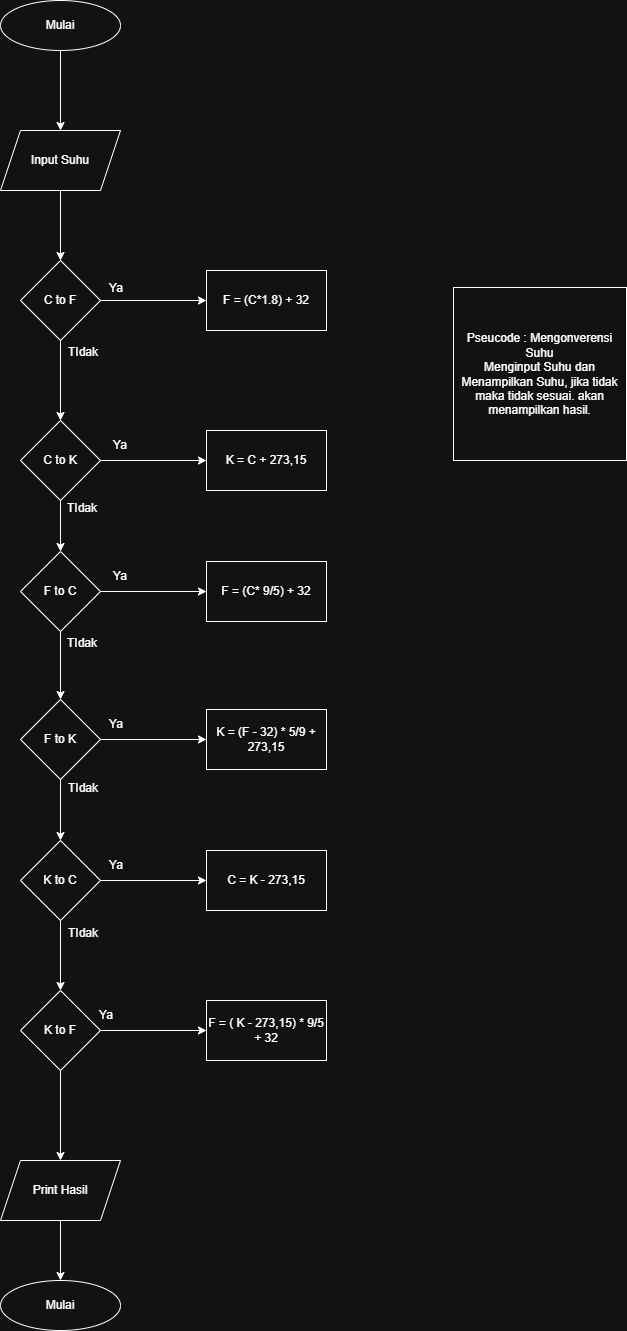 Mulai
Input Suhu
C to F
Ya
F = (C*1.8) + 32
TIdak
Pseucode : Mengonverensi
Suhu
Menginput Suhu dan
Menampilkan Suhu, jika tidak
maka tidak sesuai. akan
menampilkan hasil.
C to K
Ya
K = C + 273,15
TIdak
F to C
Ya
F = (C* 9/5) + 32
TIdak
F to K
Ya
K = (F - 32) * 5/9 +
273,15
TIdak
K to C
Ya
C = K - 273,15
TIdak
K to F
Ya
F = ( K - 273,15) * 9/5
+ 32
Print Hasil
Mulai